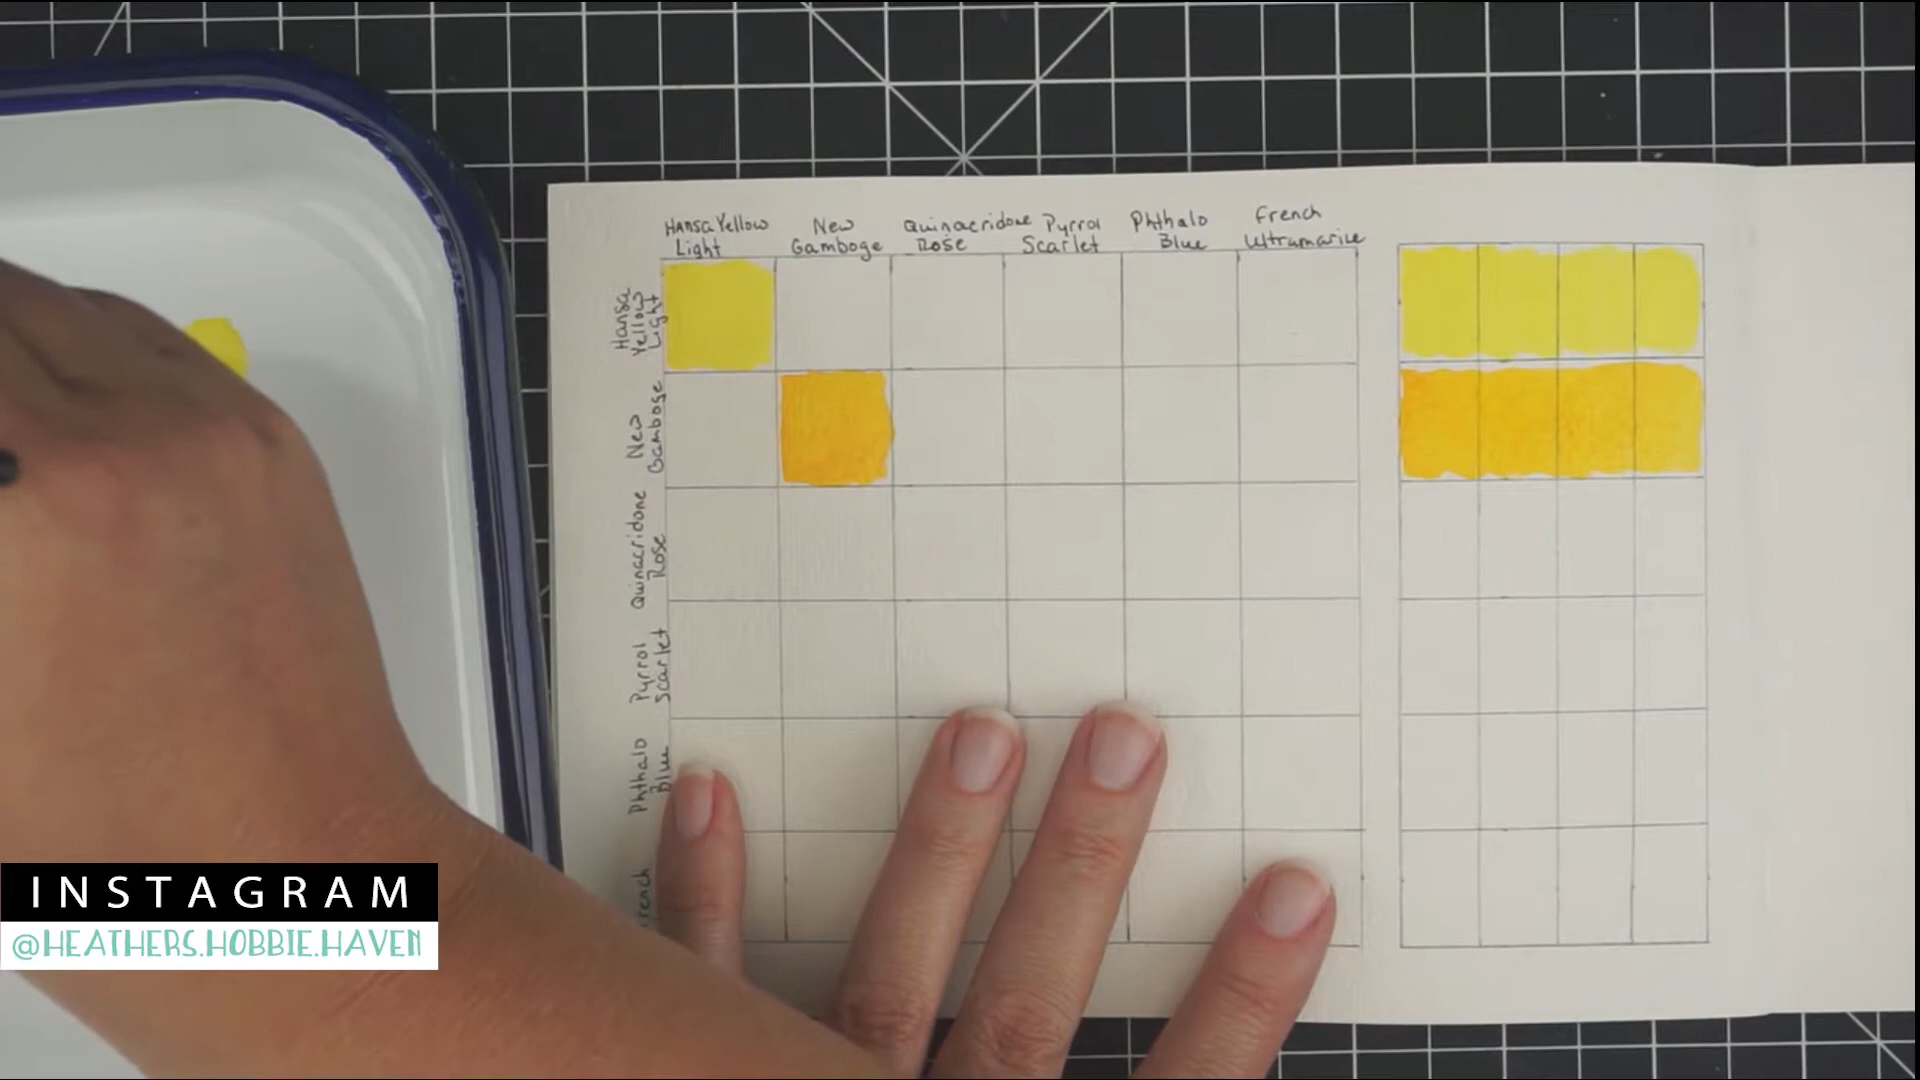 Hansa Yellow
Light
New
Gamboge
Quinacridone
Rose
Pyrrol
Scarlet
Phthalo
Blue
French
Ultramarine
Hansa
Yellow
Light
New
Gamboge
Quinacridone
Rose
Pyrrol
Scarlet
Phthalo
Blue
INSTAGRAM
@HEATHERS.HOBBIE.HAVEN